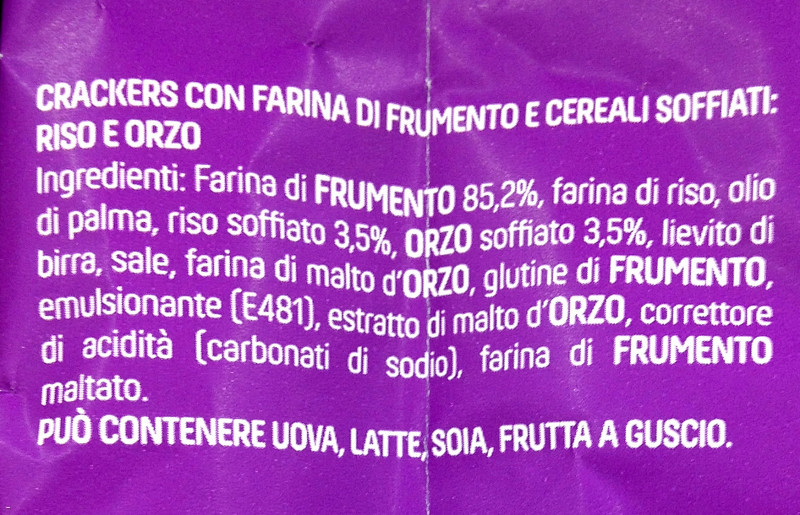 CRACKERS CON FARINA DI FRUMENTO E CEREALI SOFFIATI:
RISO E ORZO
Ingredienti: Farina di FRUMENTO 85,2%, farina di riso, olio
di palma, riso soffiato 3,5%, ORZO soffiato 3,5%, lievito di
birra, sale, farina di malto d'ORZO, glutine di FRUMENTO,
emulsionante (E481), estratto di malto d'ORZO, correttore
di acidità (carbonati di sodio), farina di FRUMENTO
maltato.
PUÒ CONTENERE UOVA, LATTE, SOIA, FRUTTA A GUSCIO.